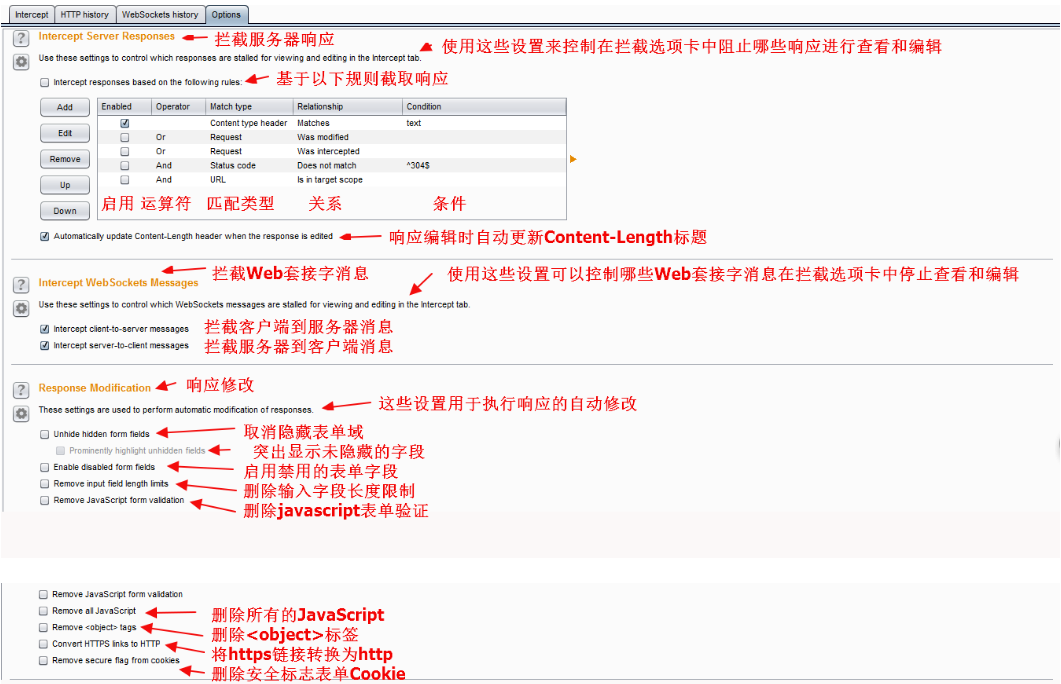 Intercept HTTP history WebSockets history Options
? Intercept Server Responses 拦截服务器响应
使用这些设置来控制在拦截选项卡中阻止哪些响应进行查看和编辑
Use these settings to control which responses are stalled for viewing and editing in the Intercept tab.
Intercept responses based on the following rules: 基于以下规则截取响应
Add Enabled Operator Match type Relationship Condition
Content type header Matches text
Edit Or Request Was modified
Or Request Was intercepted
Remove And Status code Does not match ^304$
Up And URL Is in target scope
Down 启用 运算符 匹配类型 关系 条件
Automatically update Content-Length header when the response is edited 响应编辑时自动更新Content-Length标题
拦截Web套接字消息 使用这些设置可以控制哪些Web套接字消息在拦截选项卡中停止查看和编辑
? Intercept WebSockets Messages
Use these settings to control which WebSockets messages are stalled for viewing and editing in the Intercept tab.
Intercept client-to-server messages 拦截客户端到服务器消息
Intercept server-to-client messages 拦截服务器到客户端消息
? Response Modification 响应修改
These settings are used to perform automatic modification of responses. 这些设置用于执行响应的自动修改
Unhide hidden form fields 取消隐藏表单域
Prominently highlight unhidden fields 突出显示未隐藏的字段
Enable disabled form fields 启用禁用的表单字段
Remove input field length limits 删除输入字段长度限制
Remove JavaScript form validation 删除javascript表单验证
Remove JavaScript form validation
Remove all JavaScript 删除所有的JavaScript
Remove <object> tags 删除<object>标签
Convert HTTPS links to HTTP 将https链接转换为http
Remove secure flag from cookies 删除安全标志表单Cookie